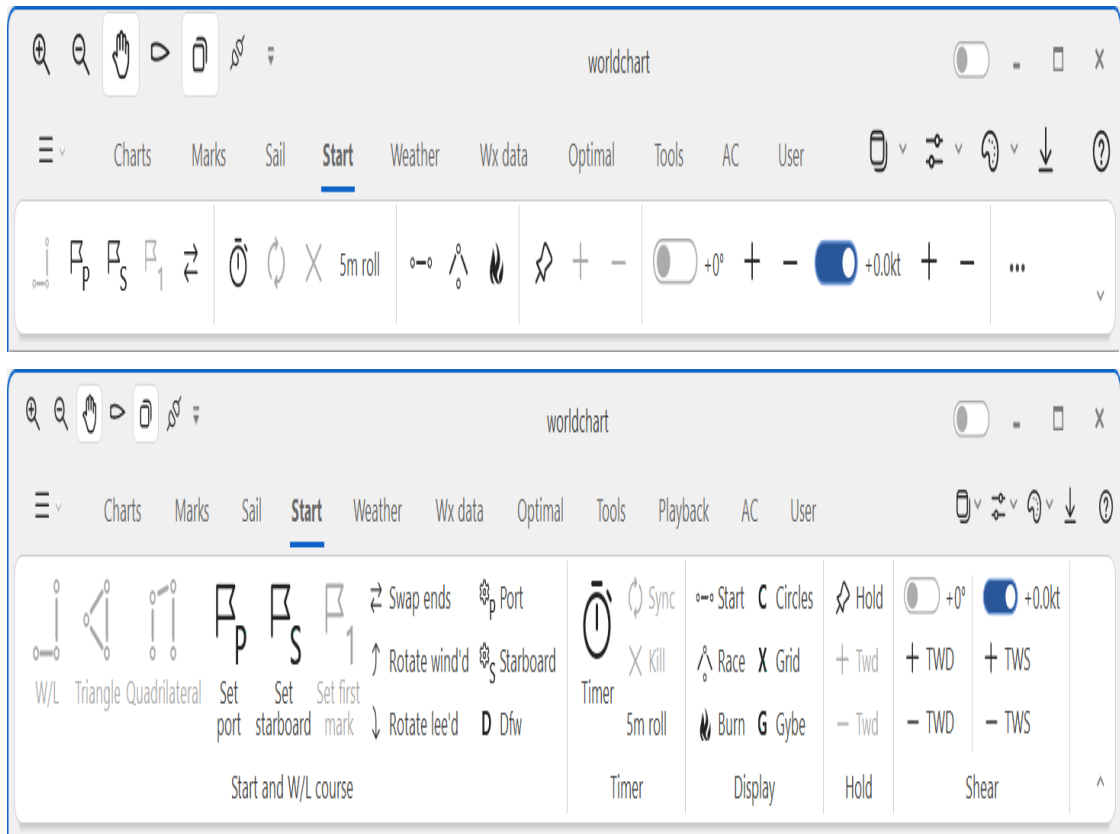 worldchart
Charts Marks Sail Start Weather Wx data Optimal Tools AC User
P S 1 5m roll +0° +0.0kt
worldchart
Charts Marks Sail Start Weather Wx data Optimal Tools Playback AC User
P S 1 Swap ends P Port Sync Start C Circles Hold +0° +0.0kt
Rotate wind'd S Starboard Kill Race X Grid + Twd + TWD + TWS
W/L Triangle Quadrilateral Set port Set starboard Set first mark Timer
Rotate lee'd D Dfw 5m roll Burn G Gybe − Twd − TWD − TWS
Start and W/L course Timer Display Hold Shear